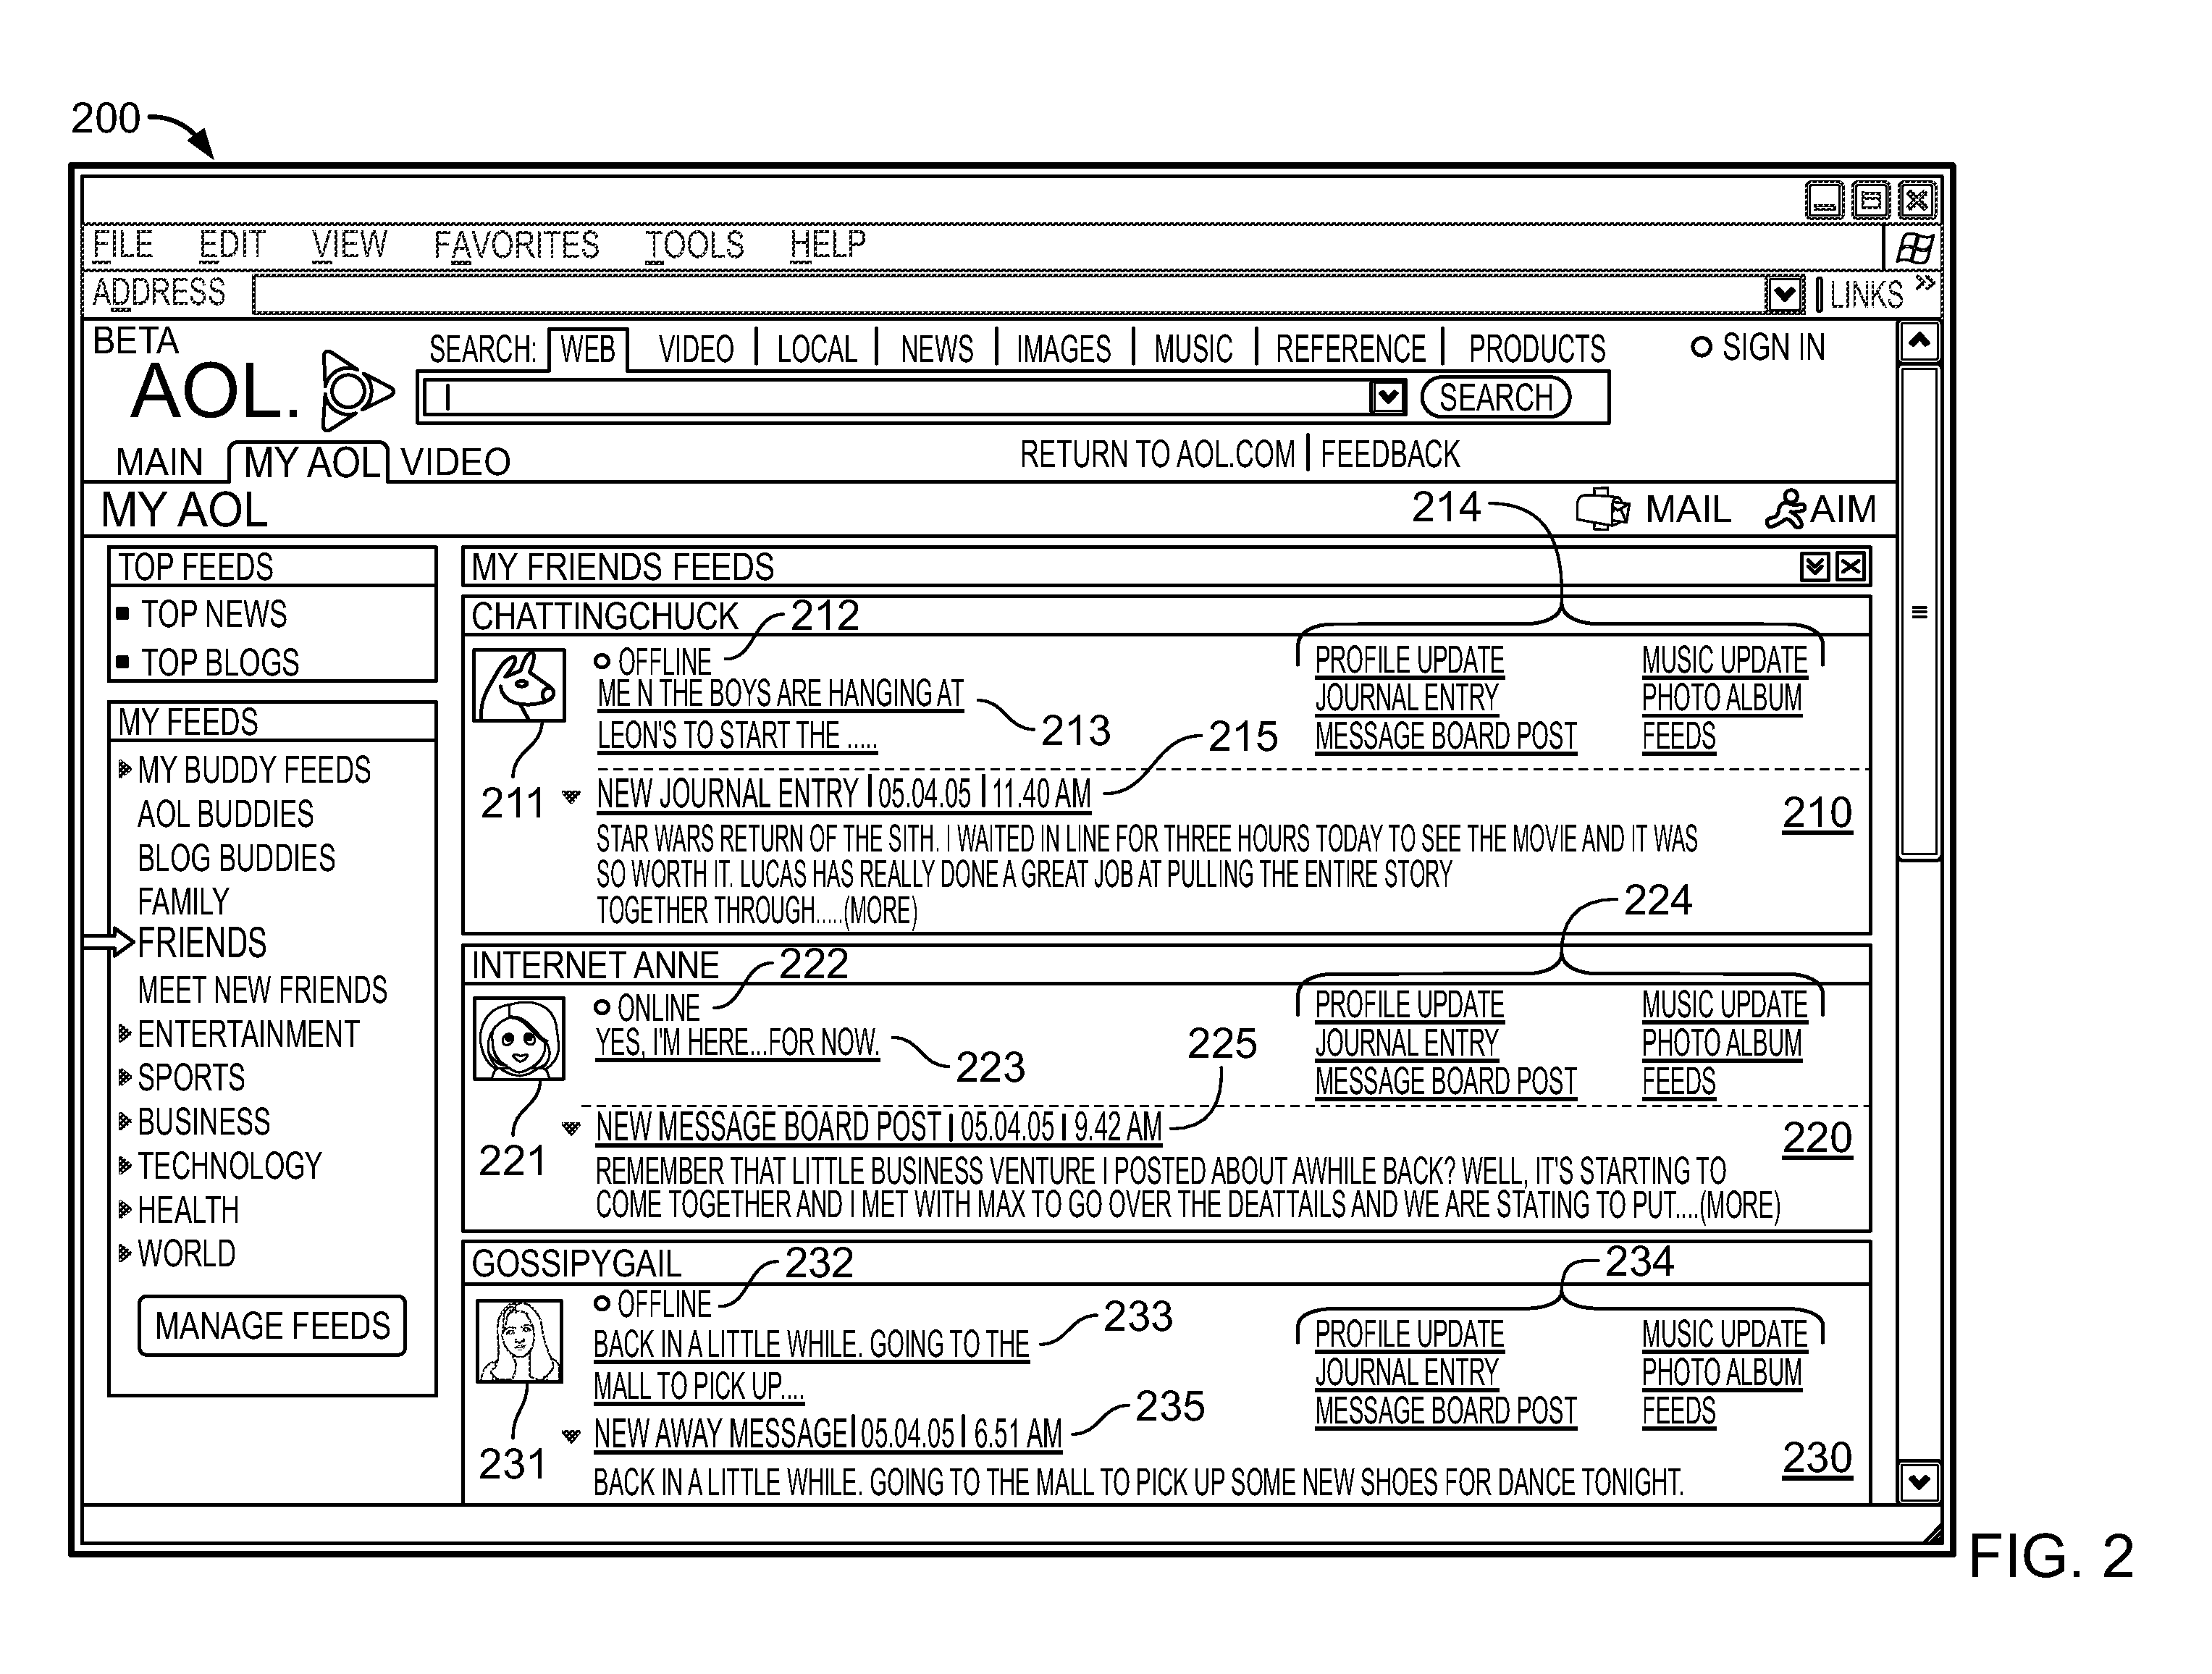 200
FILE EDIT VIEW FAVORITES TOOLS HELP
ADDRESS LINKS »
BETA
AOL.
SEARCH: WEB VIDEO | LOCAL | NEWS | IMAGES | MUSIC | REFERENCE | PRODUCTS
SIGN IN
SEARCH
MAIN MY AOL VIDEO
RETURN TO AOL.COM | FEEDBACK
MY AOL
214
MAIL AIM
TOP FEEDS
TOP NEWS
TOP BLOGS
MY FEEDS
MY BUDDY FEEDS
AOL BUDDIES
BLOG BUDDIES
FAMILY
FRIENDS
MEET NEW FRIENDS
ENTERTAINMENT
SPORTS
BUSINESS
TECHNOLOGY
HEALTH
WORLD
MANAGE FEEDS
MY FRIENDS FEEDS
CHATTINGCHUCK 212
OFFLINE
ME N THE BOYS ARE HANGING AT
LEON'S TO START THE .....
213
PROFILE UPDATE MUSIC UPDATE
JOURNAL ENTRY PHOTO ALBUM
MESSAGE BOARD POST FEEDS
215
211
NEW JOURNAL ENTRY | 05.04.05 | 11.40 AM
210
STAR WARS RETURN OF THE SITH. I WAITED IN LINE FOR THREE HOURS TODAY TO SEE THE MOVIE AND IT WAS
SO WORTH IT. LUCAS HAS REALLY DONE A GREAT JOB AT PULLING THE ENTIRE STORY
TOGETHER THROUGH.....(MORE)
224
INTERNET ANNE 222
ONLINE
YES, I'M HERE...FOR NOW.
223
225
PROFILE UPDATE MUSIC UPDATE
JOURNAL ENTRY PHOTO ALBUM
MESSAGE BOARD POST FEEDS
221
NEW MESSAGE BOARD POST | 05.04.05 | 9.42 AM
220
REMEMBER THAT LITTLE BUSINESS VENTURE I POSTED ABOUT AWHILE BACK? WELL, IT'S STARTING TO
COME TOGETHER AND I MET WITH MAX TO GO OVER THE DEATTAILS AND WE ARE STATING TO PUT....(MORE)
GOSSIPYGAIL 232
234
OFFLINE
BACK IN A LITTLE WHILE. GOING TO THE
MALL TO PICK UP....
233
PROFILE UPDATE MUSIC UPDATE
JOURNAL ENTRY PHOTO ALBUM
MESSAGE BOARD POST FEEDS
235
231
NEW AWAY MESSAGE | 05.04.05 | 6.51 AM
230
BACK IN A LITTLE WHILE. GOING TO THE MALL TO PICK UP SOME NEW SHOES FOR DANCE TONIGHT.
FIG. 2